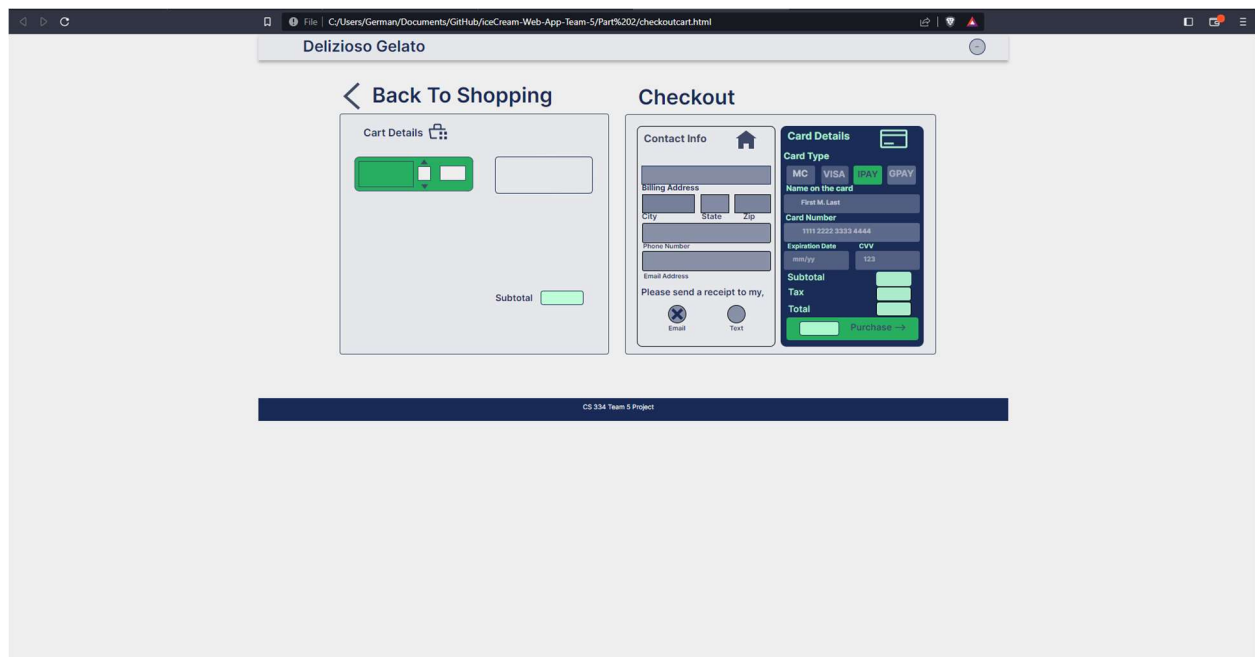 File | C:/Users/German/Documents/GitHub/iceCream-Web-App-Team-5/Part%202/checkoutcart.html
Delizioso Gelato
Back To Shopping
Cart Details
Subtotal
Checkout
Contact Info
Billing Address
City State Zip
Phone Number
Email Address
Please send a receipt to my,
Email Text
Card Details
Card Type
MC VISA IPAY GPAY
Name on the card
First M. Last
Card Number
1111 2222 3333 4444
Expiration Date CVV
mm/yy 123
Subtotal
Tax
Total
Purchase →
CS 334 Team 5 Project